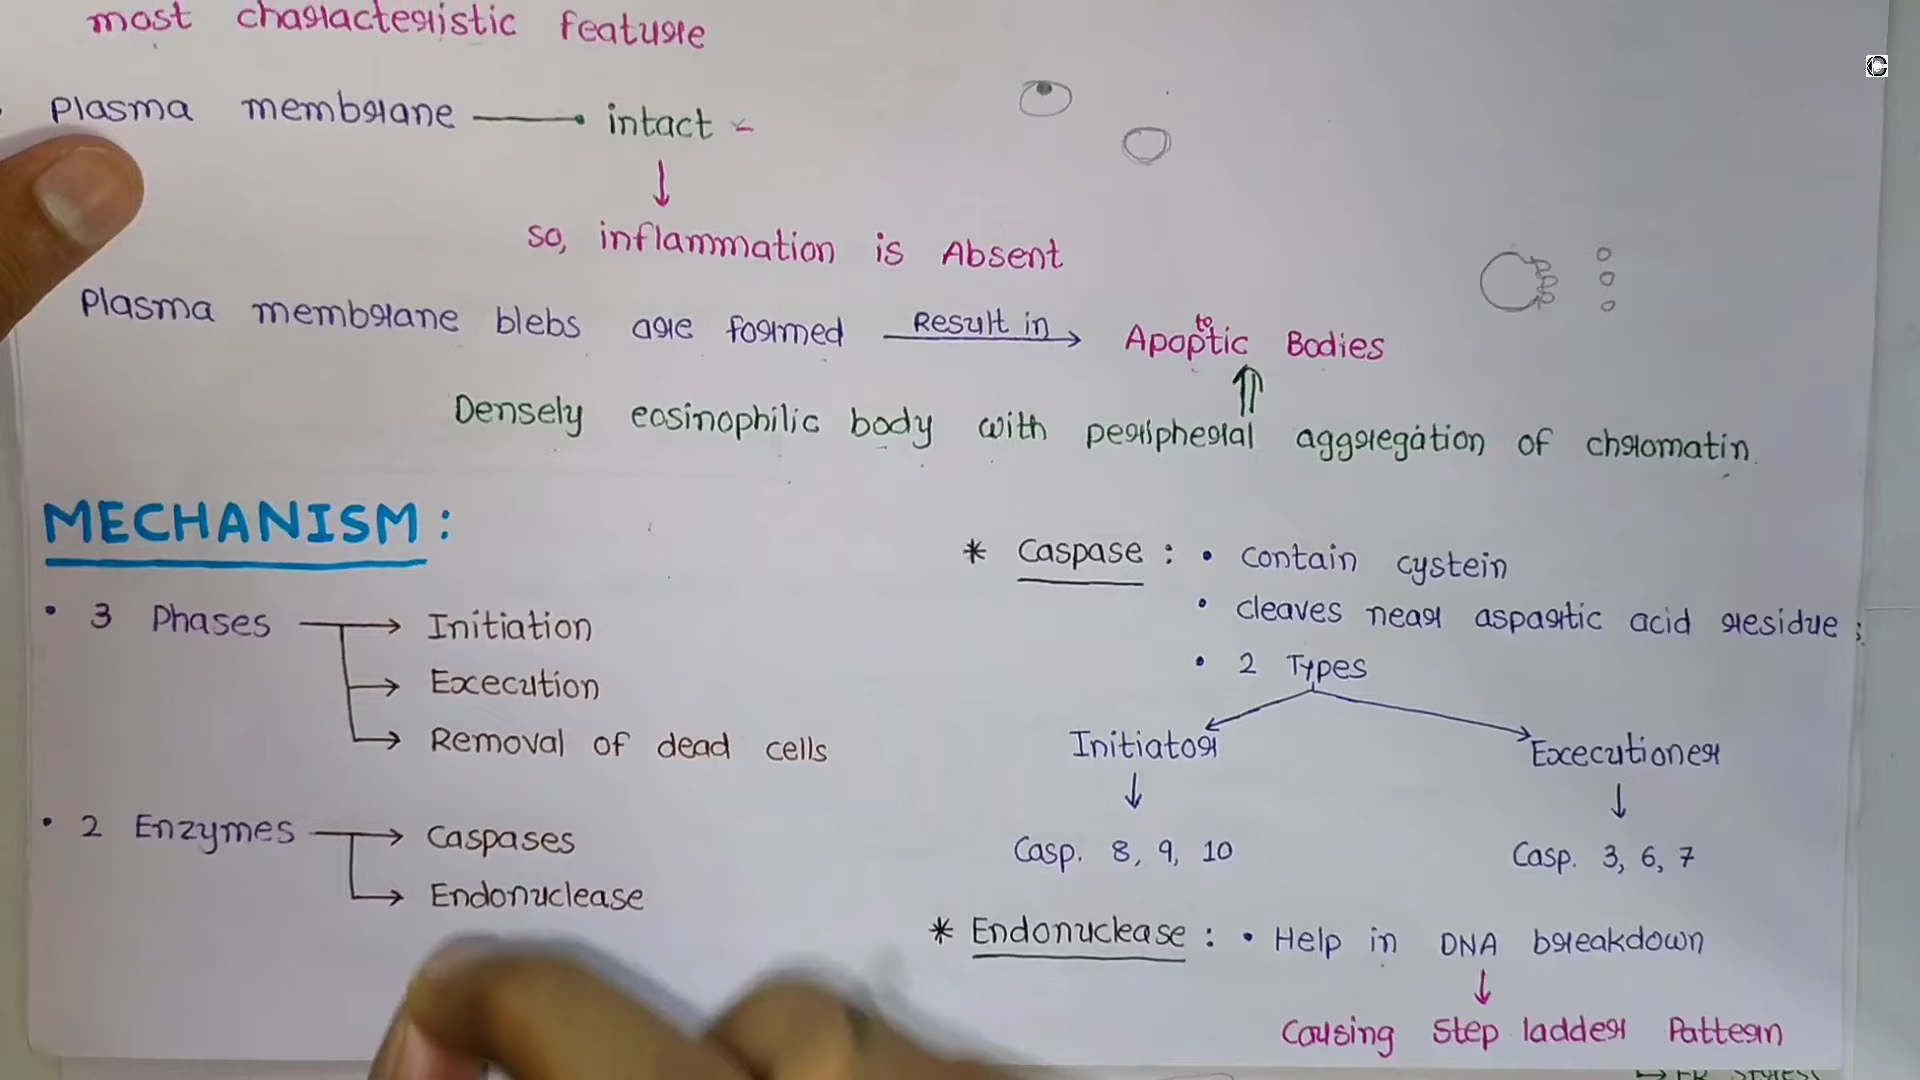 most characteristic feature
Plasma membrane intact
so, inflammation is Absent
Plasma membrane blebs are formed Result in Apoptotic Bodies
Densely eosinophilic body with peripheral aggregation of chromatin
MECHANISM :
• 3 Phases Initiation
Execution
Removal of dead cells
• 2 Enzymes Caspases
Endonuclease
* Caspase : • contain cystein
• cleaves near aspartic acid residue
• 2 Types
Initiator Executioner
Casp. 8, 9, 10 Casp. 3, 6, 7
* Endonuclease : • Help in DNA breakdown
Causing Step ladder Pattern